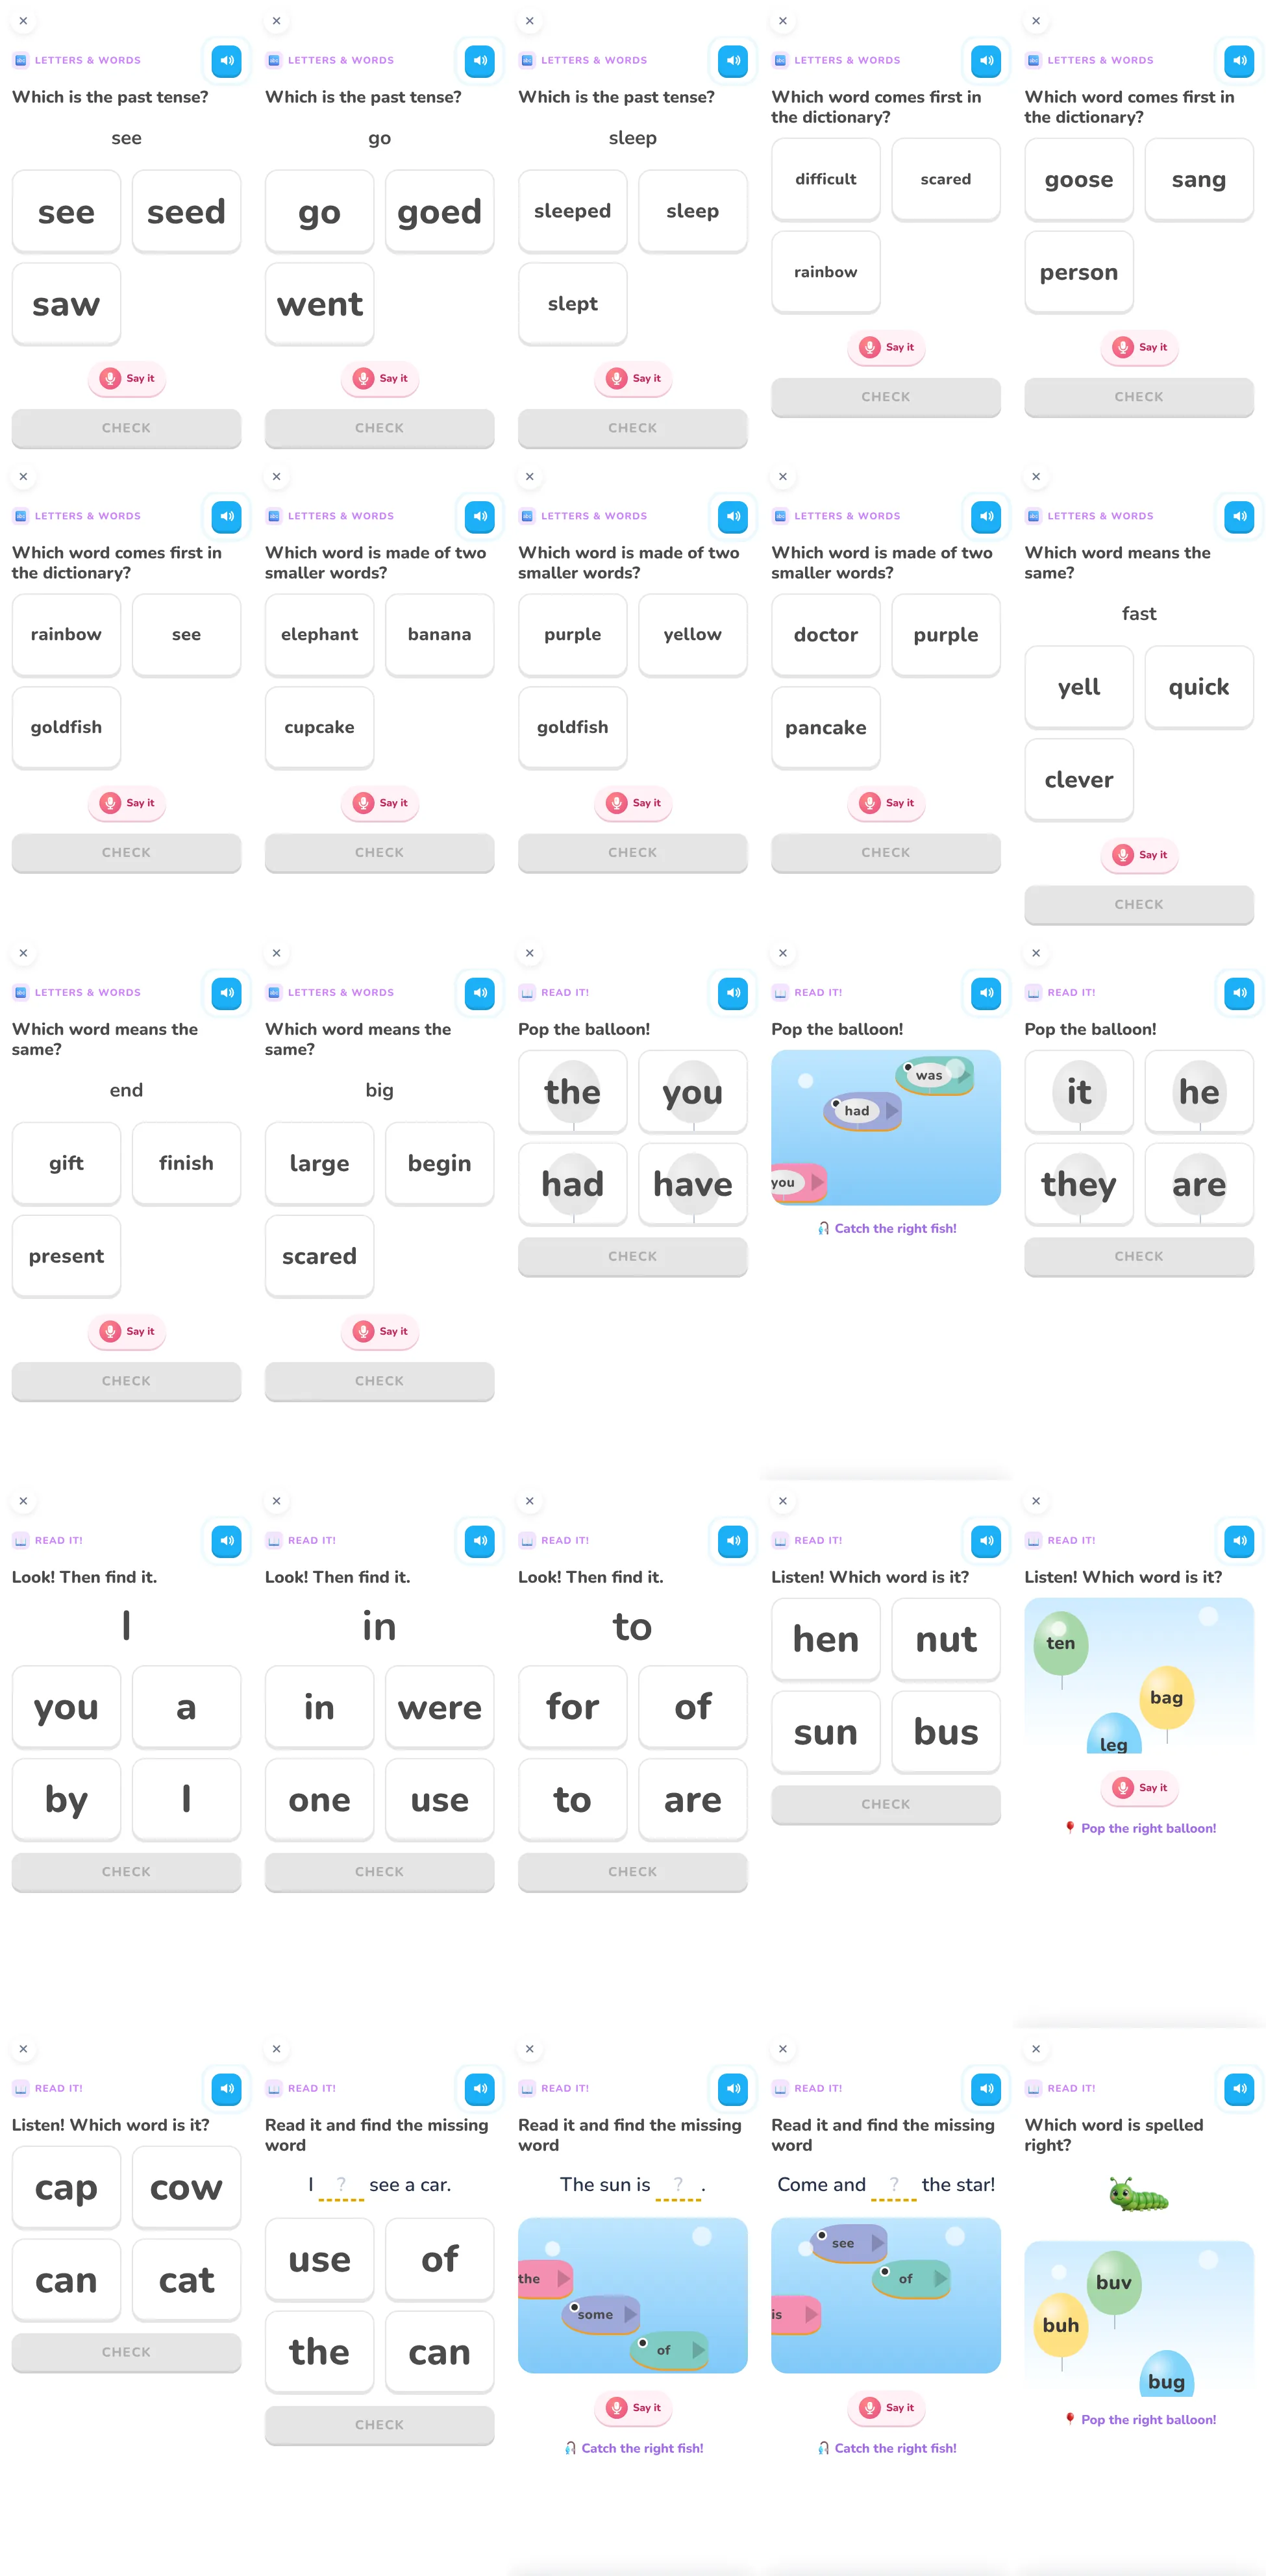 LETTERS & WORDS
Which is the past tense?
see
see
seed
saw
Say it
CHECK
LETTERS & WORDS
Which is the past tense?
go
go
goed
went
Say it
CHECK
LETTERS & WORDS
Which is the past tense?
sleep
sleeped
sleep
slept
Say it
CHECK
LETTERS & WORDS
Which word comes first in
the dictionary?
difficult
scared
rainbow
Say it
CHECK
LETTERS & WORDS
Which word comes first in
the dictionary?
goose
sang
person
Say it
CHECK
LETTERS & WORDS
Which word comes first in
the dictionary?
rainbow
see
goldfish
Say it
CHECK
LETTERS & WORDS
Which word is made of two
smaller words?
elephant
banana
cupcake
Say it
CHECK
LETTERS & WORDS
Which word is made of two
smaller words?
purple
yellow
goldfish
Say it
CHECK
LETTERS & WORDS
Which word is made of two
smaller words?
doctor
purple
pancake
Say it
CHECK
LETTERS & WORDS
Which word means the
same?
fast
yell
quick
clever
Say it
CHECK
LETTERS & WORDS
Which word means the
same?
end
gift
finish
present
Say it
CHECK
LETTERS & WORDS
Which word means the
same?
big
large
begin
scared
Say it
CHECK
READ IT!
Pop the balloon!
the
you
had
have
CHECK
READ IT!
Pop the balloon!
was
had
you
Catch the right fish!
READ IT!
Pop the balloon!
it
he
they
are
CHECK
READ IT!
Look! Then find it.
I
you
a
by
I
CHECK
READ IT!
Look! Then find it.
in
in
were
one
use
CHECK
READ IT!
Look! Then find it.
to
for
of
to
are
CHECK
READ IT!
Listen! Which word is it?
hen
nut
sun
bus
CHECK
READ IT!
Listen! Which word is it?
ten
bag
leg
Say it
Pop the right balloon!
READ IT!
Listen! Which word is it?
cap
cow
can
cat
CHECK
READ IT!
Read it and find the missing
word
I ? see a car.
use
of
the
can
CHECK
READ IT!
Read it and find the missing
word
The sun is ? .
the
some
of
Say it
Catch the right fish!
READ IT!
Read it and find the missing
word
Come and ? the star!
see
of
is
Say it
Catch the right fish!
READ IT!
Which word is spelled
right?
buv
buh
bug
Pop the right balloon!